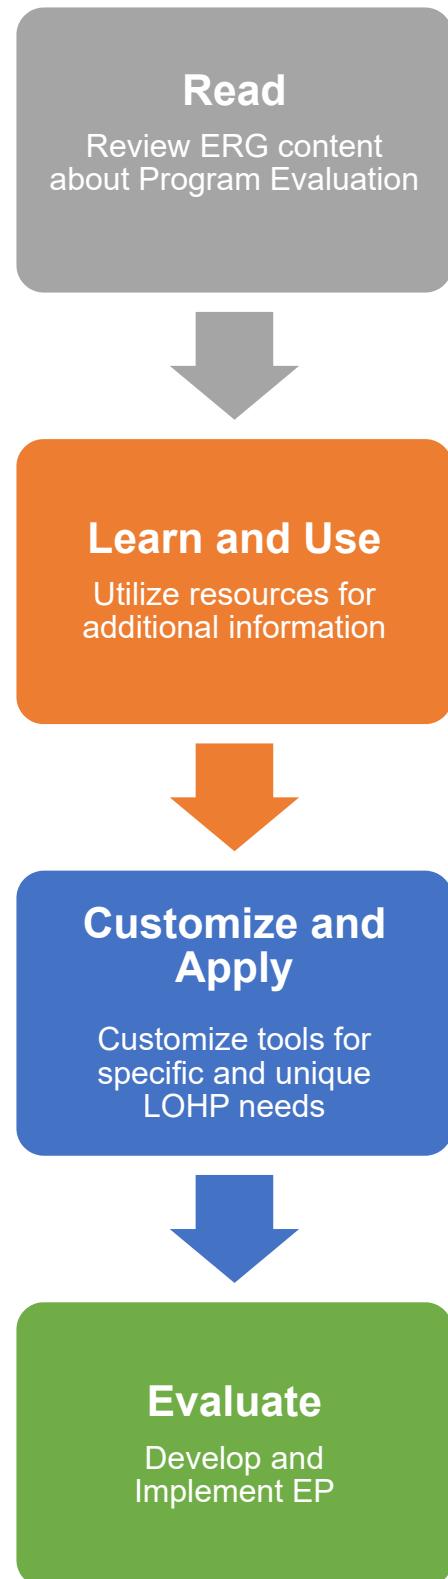 Read
Review ERG content
about Program Evaluation
Learn and Use
Utilize resources for
additional information
Customize and
Apply
Customize tools for
specific and unique
LOHP needs
Evaluate
Develop and
Implement EP